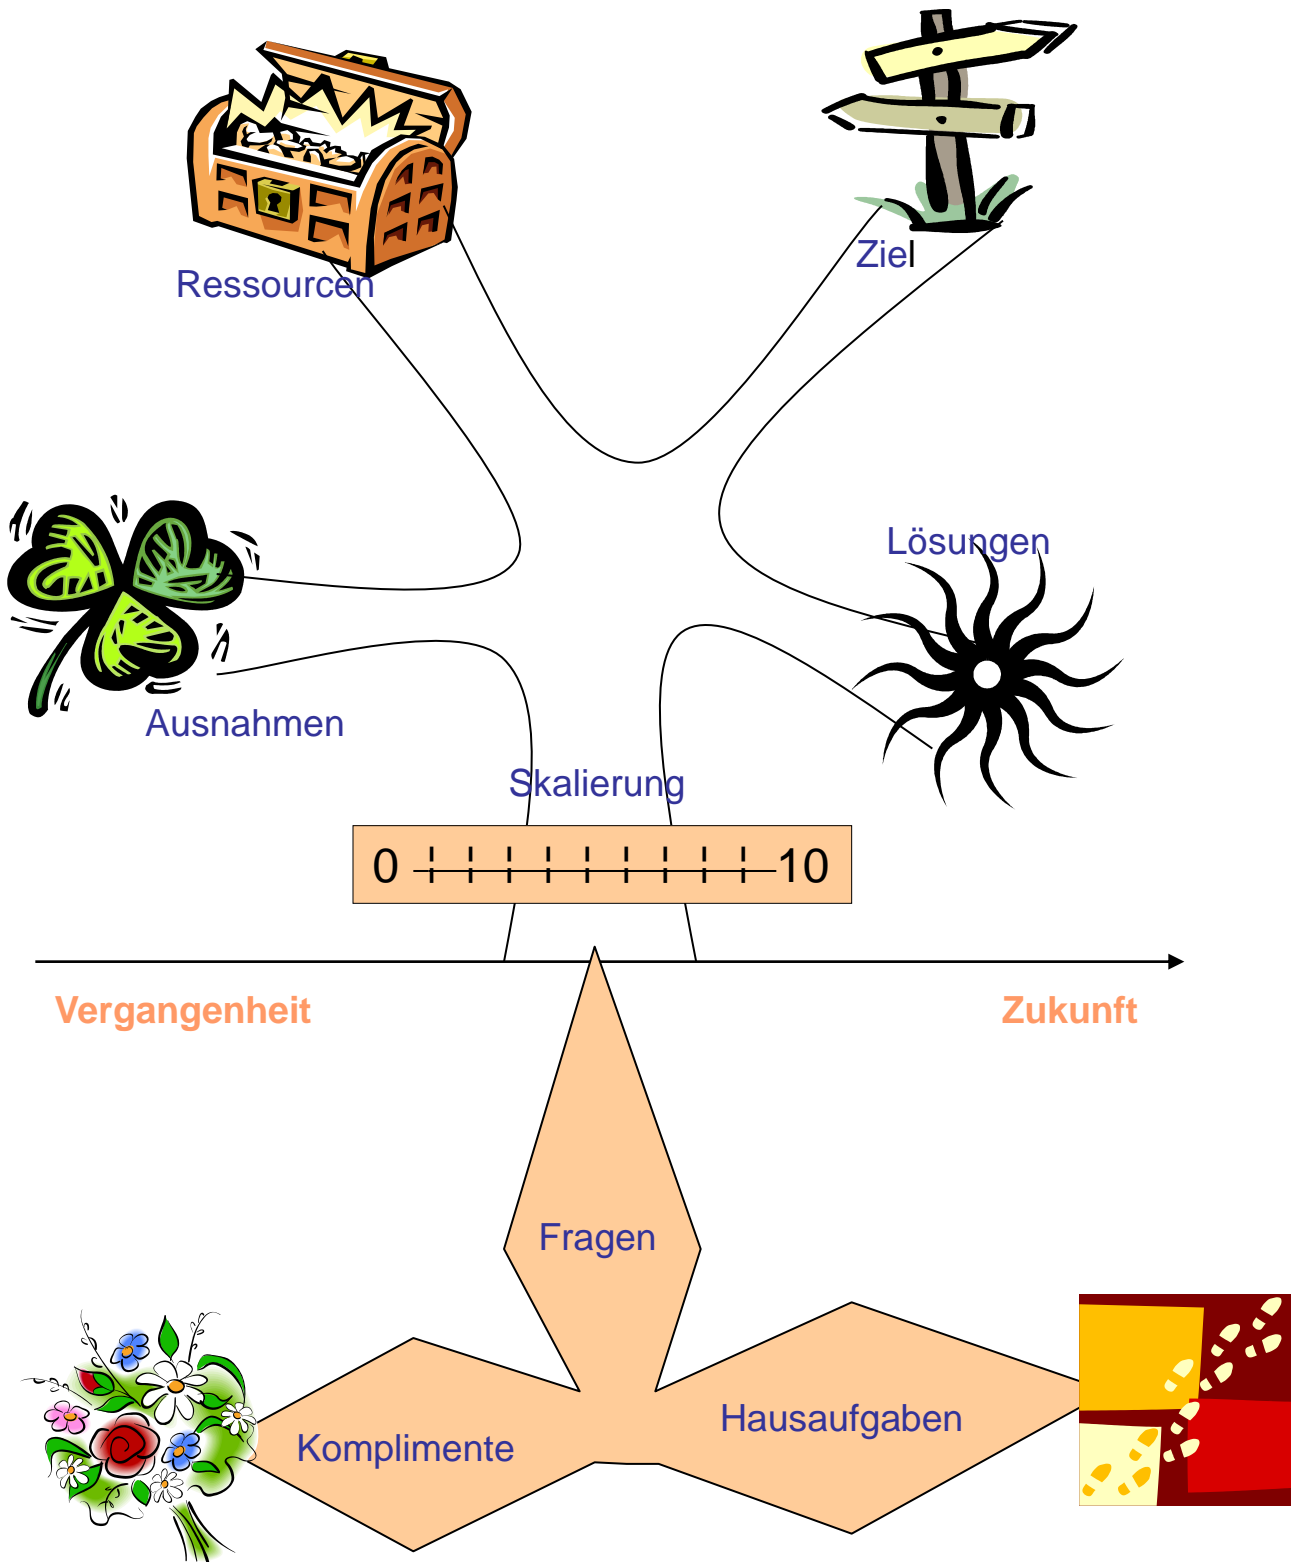 Ressourcen
Ziel
Lösungen
Ausnahmen
Skalierung
0 10
Vergangenheit
Zukunft
Fragen
Hausaufgaben
Komplimente